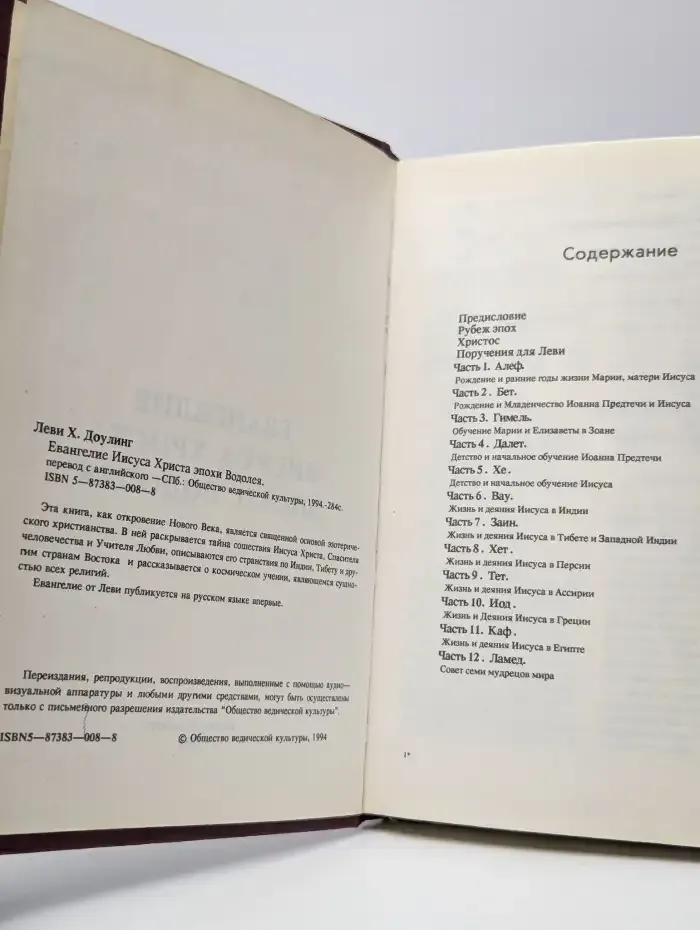 Леви Х. Доулинг
Евангелие Иисуса Христа эпохи Водолея.
перевод с английского —СПб.: Общество ведической культуры, 1994.-284с.
ISBN 5—87383—008—8
Эта книга, как откровение Нового Века, является священной основой эзотериче-
ского христианства. В ней раскрывается тайна сошествия Иисуса Христа, Спасителя
человечества и Учителя Любви, описываются его странствия по Индии, Тибету и дру-
гим странам Востока и рассказывается о космическом учении, являющемся сущно-
стью всех религий.
Евангелие от Леви публикуется на русском языке впервые.
Переиздания, репродукции, воспроизведения, выполненные с помощью аудио—
визуальной аппаратуры и любыми другими средствами, могут быть осуществлены
только с письменного разрешения издательства "Общество ведической культуры".
ISBN5—87383—008—8
© Общество ведической культуры, 1994
Содержание
Предисловие
Рубеж эпох
Христос
Поручения для Леви
Часть 1. Алеф.
Рождение и ранние годы жизни Марии, матери Иисуса
Часть 2. Бет.
Рождение и Младенчество Иоанна Предтечи и Иисуса
Часть 3. Гимель.
Обучение Марии и Елизаветы в Зоане
Часть 4. Далет.
Детство и начальное обучение Иоанна Предтечи
Часть 5. Хе.
Детство и начальное обучение Иисуса
Часть 6. Вау.
Жизнь и деяния Иисуса в Индии
Часть 7. Заин.
Жизнь и деяния Иисуса в Тибете и Западной Индии
Часть 8. Хет.
Жизнь и деяния Иисуса в Персии
Часть 9. Тет.
Жизнь и деяния Иисуса в Ассирии
Часть 10. Иод.
Жизнь и Деяния Иисуса в Греции
Часть 11. Каф.
Жизнь и деяния Иисуса в Египте
Часть 12. Ламед.
Совет семи мудрецов мира
1*